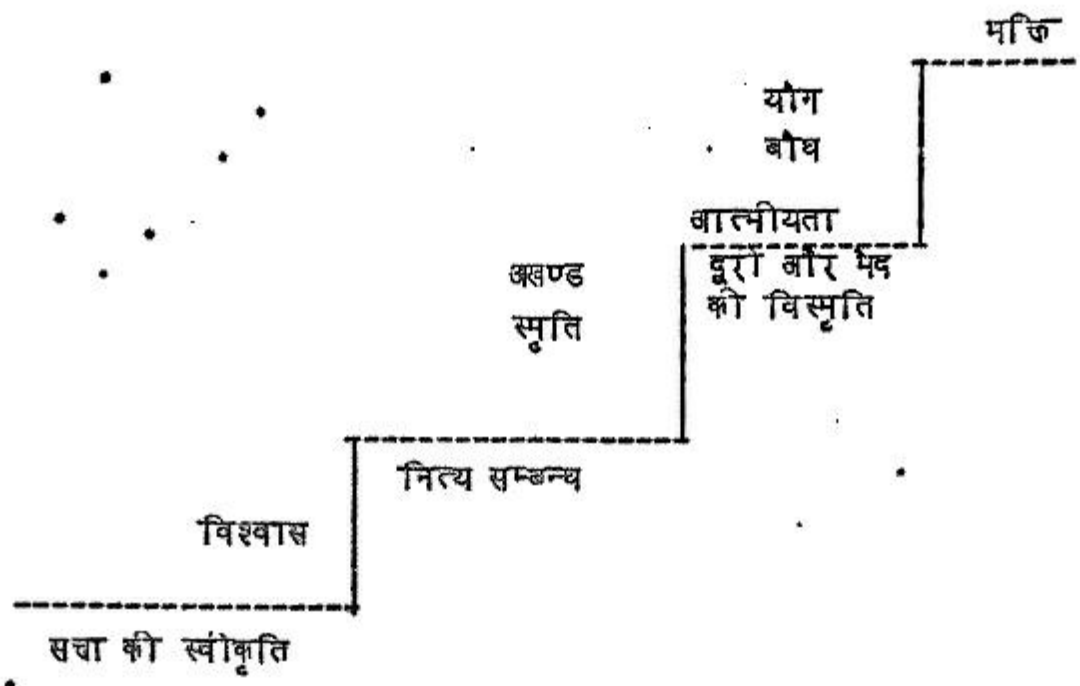 भक्ति
योग
बोध
आत्मीयता
दूरी और भेद
की विस्मृति
अखण्ड
स्मृति
नित्य सम्बन्ध
विश्वास
सत्ता की स्वीकृति